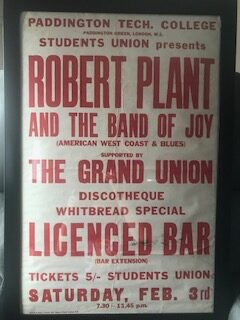 PADDINGTON TECH. COLLEGE
PADDINGTON GREEN, LONDON, W.2.
STUDENTS UNION presents
ROBERT PLANT
AND THE BAND OF JOY
(AMERICAN WEST COAST & BLUES)
SUPPORTED BY
THE GRAND UNION
DISCOTHEQUE
WHITBREAD SPECIAL
LICENCED BAR
(BAR EXTENSION)
TICKETS 5/- STUDENTS UNION
SATURDAY, FEB. 3rd
7.30 - 11.45 p.m.